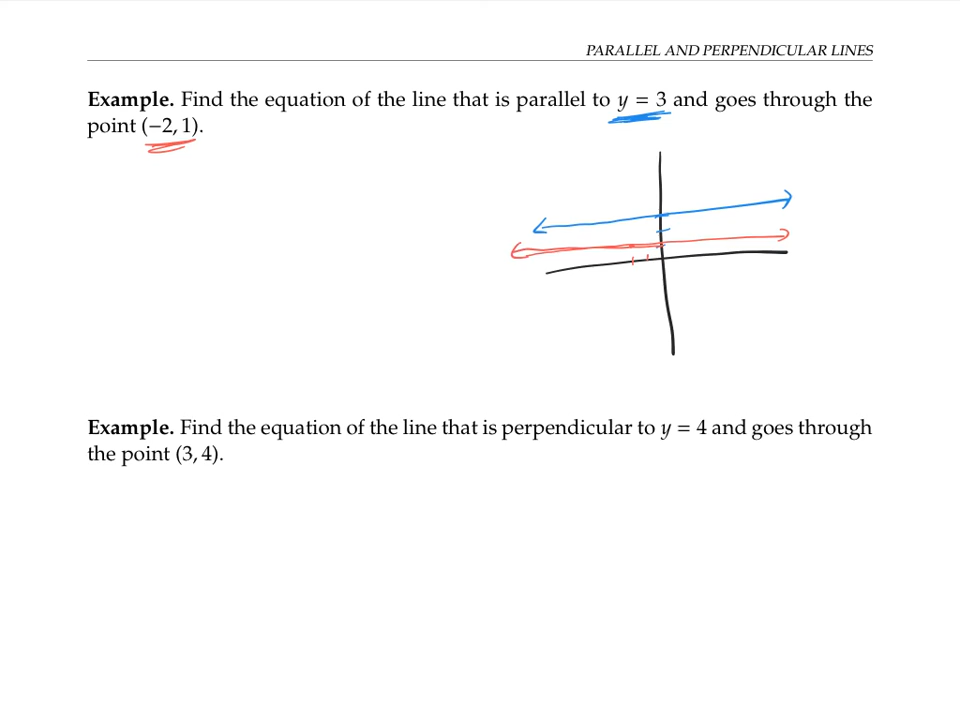 PARALLEL AND PERPENDICULAR LINES
Example. Find the equation of the line that is parallel to y = 3 and goes through the
point (−2, 1).
Example. Find the equation of the line that is perpendicular to y = 4 and goes through
the point (3, 4).